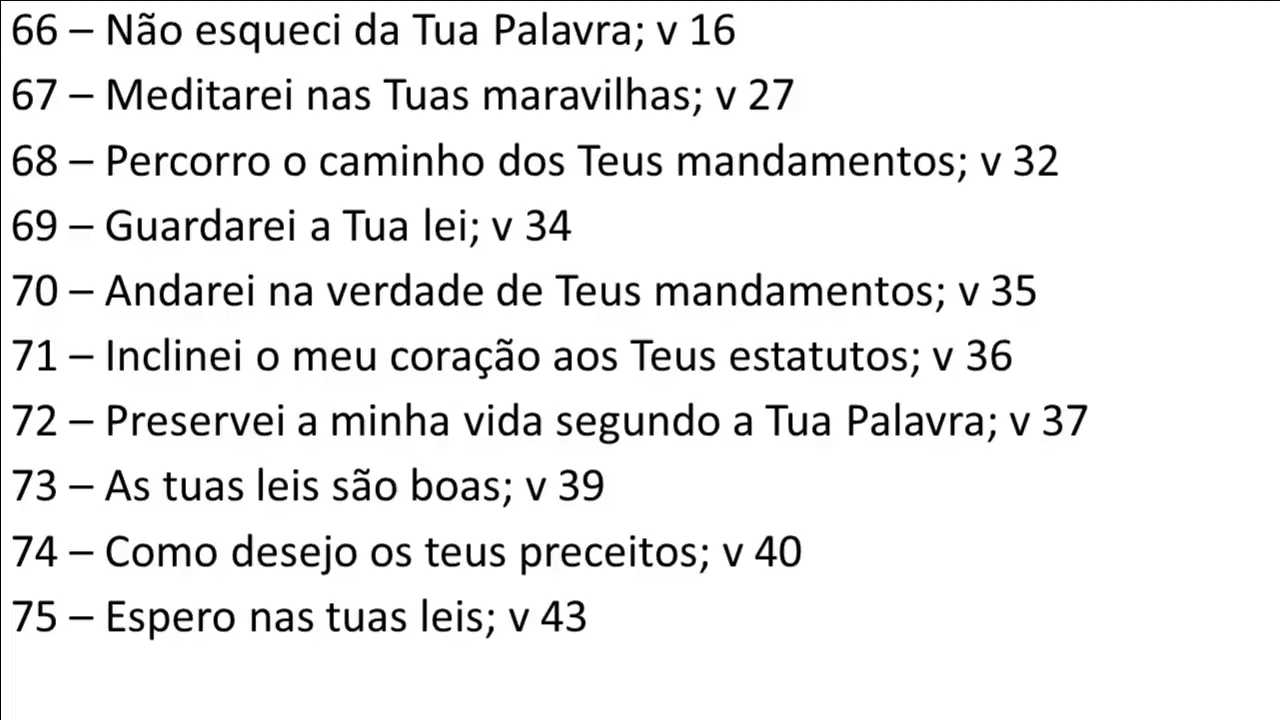 66 – Não esqueci da Tua Palavra; v 16
67 – Meditarei nas Tuas maravilhas; v 27
68 – Percorro o caminho dos Teus mandamentos; v 32
69 – Guardarei a Tua lei; v 34
70 – Andarei na verdade de Teus mandamentos; v 35
71 – Inclinei o meu coração aos Teus estatutos; v 36
72 – Preservei a minha vida segundo a Tua Palavra; v 37
73 – As tuas leis são boas; v 39
74 – Como desejo os teus preceitos; v 40
75 – Espero nas tuas leis; v 43